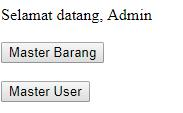 Selamat datang, Admin
Master Barang
Master User